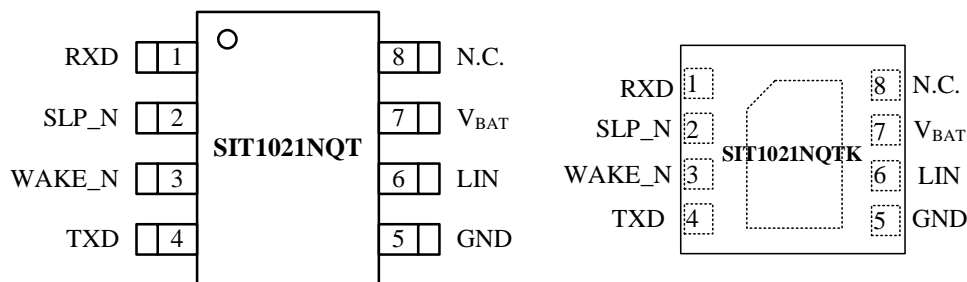 RXD 1 8 N.C.
SLP_N 2 7 VBAT
SIT1021NQT
WAKE_N 3 6 LIN
TXD 4 5 GND
RXD 1 8 N.C.
SLP_N 2 7 VBAT
SIT1021NQTK
WAKE_N 3 6 LIN
TXD 4 5 GND